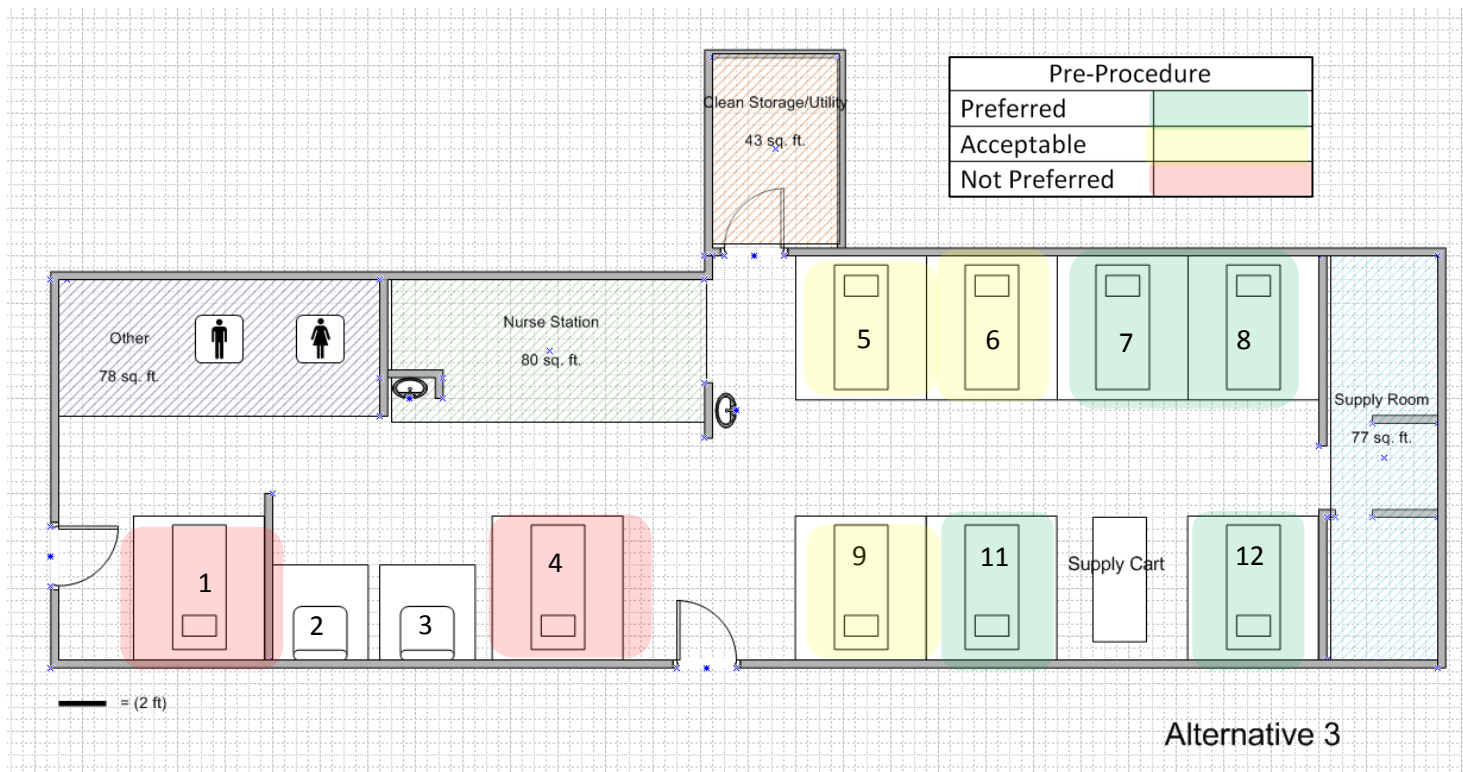 Clean Storage/Utility
43 sq. ft.
Pre-Procedure
Preferred
Acceptable
Not Preferred
Other
78 sq. ft.
Nurse Station
80 sq. ft.
5
6
7
8
Supply Room
77 sq. ft.
1
2
3
4
9
11
Supply Cart
12
= (2 ft)
Alternative 3